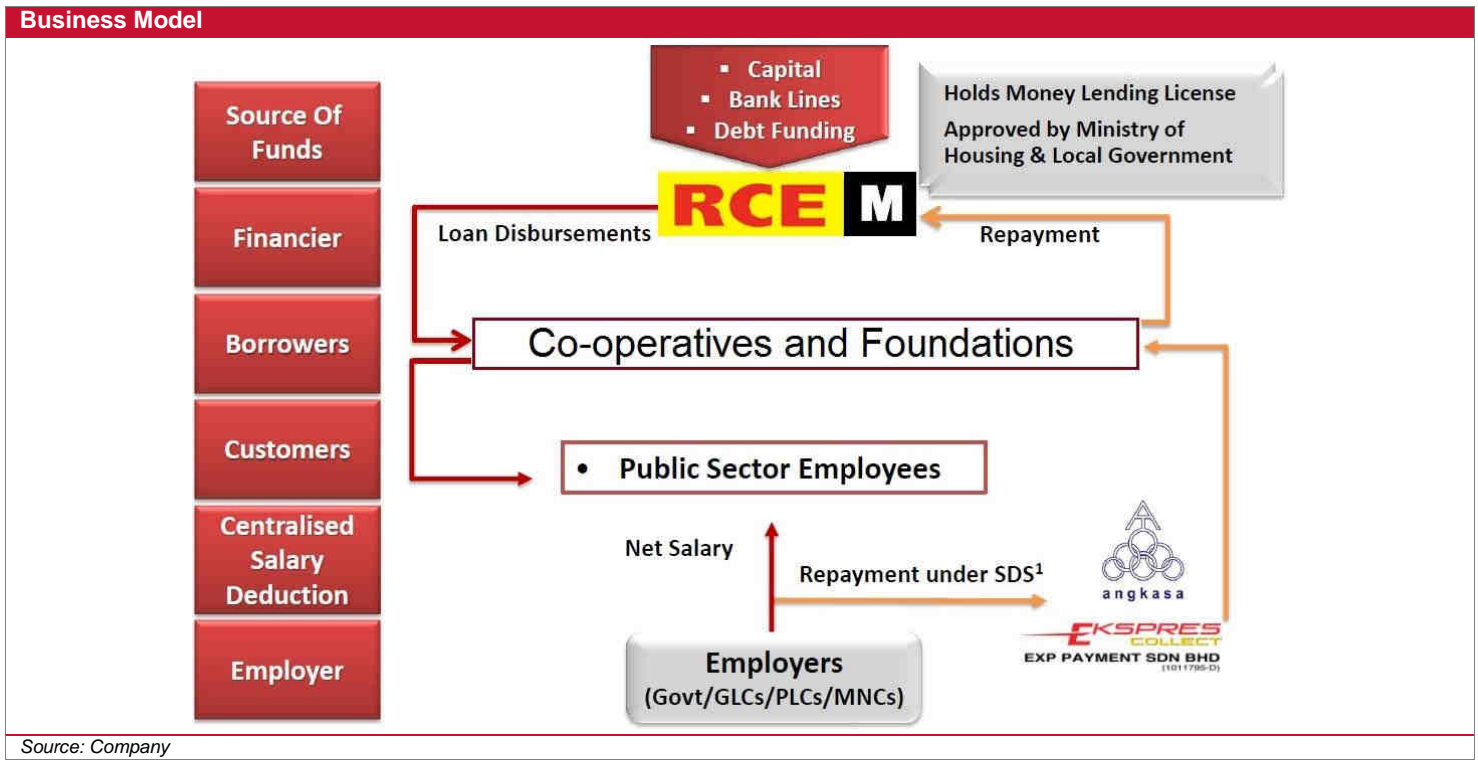 Business Model
Source Of
Funds
Financier
Borrowers
Customers
Centralised
Salary
Deduction
Employer
▪ Capital
▪ Bank Lines
▪ Debt Funding
Holds Money Lending License
Approved by Ministry of
Housing & Local Government
RCE M
Loan Disbursements
Repayment
Co-operatives and Foundations
• Public Sector Employees
Net Salary
Repayment under SDS¹
angkasa
EKSPRES
COLLECT
EXP PAYMENT SDN BHD
(1011795-D)
Employers
(Govt/GLCs/PLCs/MNCs)
Source: Company